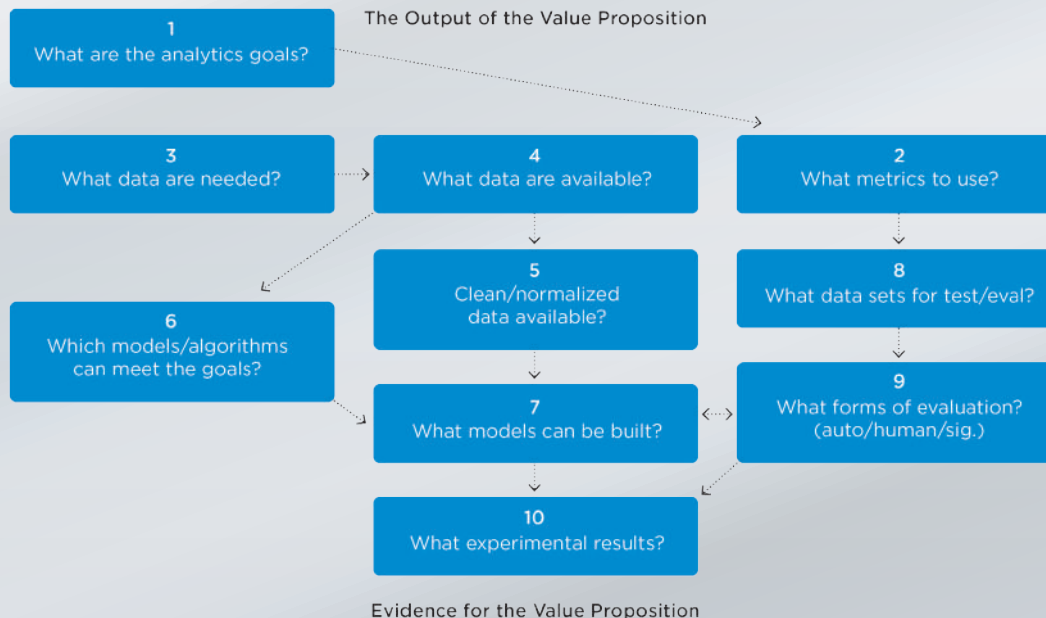 The Output of the Value Proposition
1
What are the analytics goals?
3
What data are needed?
4
What data are available?
2
What metrics to use?
5
Clean/normalized
data available?
8
What data sets for test/eval?
6
Which models/algorithms
can meet the goals?
7
What models can be built?
9
What forms of evaluation?
(auto/human/sig.)
10
What experimental results?
Evidence for the Value Proposition